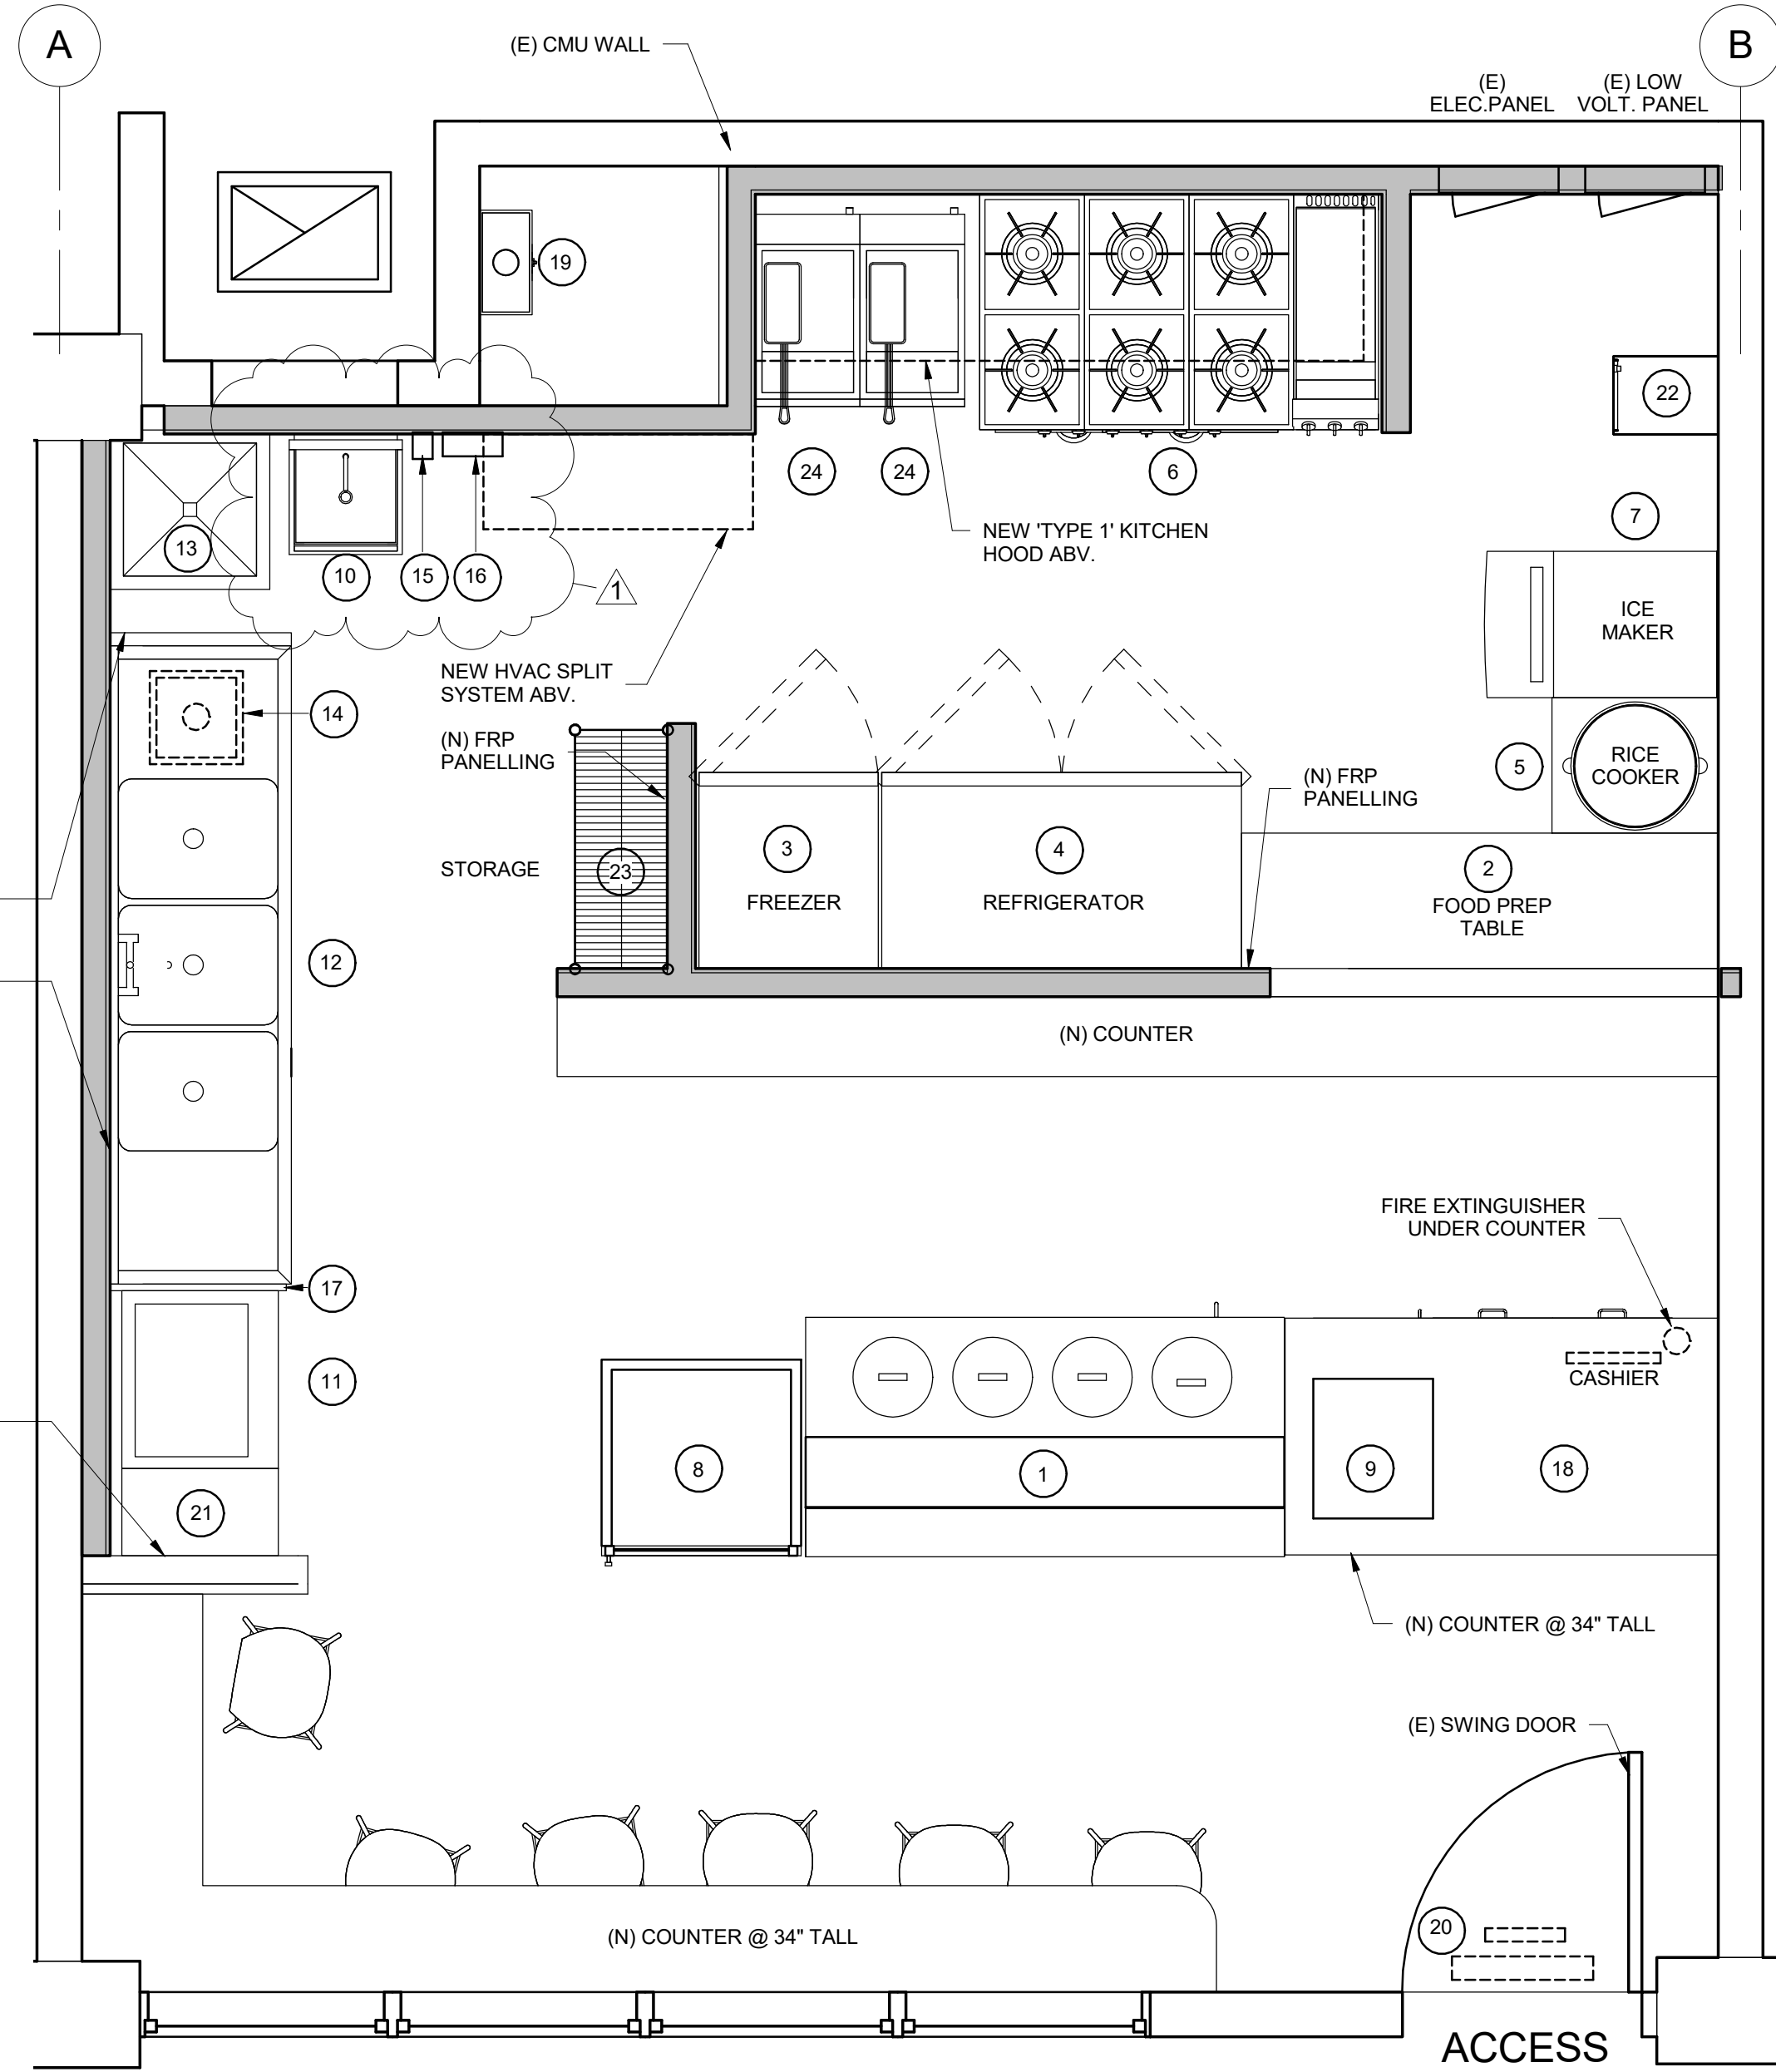 A
B
(E) CMU WALL
(E)
ELEC.PANEL
(E) LOW
VOLT. PANEL
19
22
24
24
6
7
NEW 'TYPE 1' KITCHEN
HOOD ABV.
13
10
15
16
1
ICE
MAKER
NEW HVAC SPLIT
SYSTEM ABV.
14
(N) FRP
PANELLING
5
RICE
COOKER
(N) FRP
PANELLING
STORAGE
23
3
FREEZER
4
REFRIGERATOR
2
FOOD PREP
TABLE
12
(N) COUNTER
FIRE EXTINGUISHER
UNDER COUNTER
17
11
CASHIER
8
1
9
18
21
(N) COUNTER @ 34" TALL
(E) SWING DOOR
20
(N) COUNTER @ 34" TALL
ACCESS